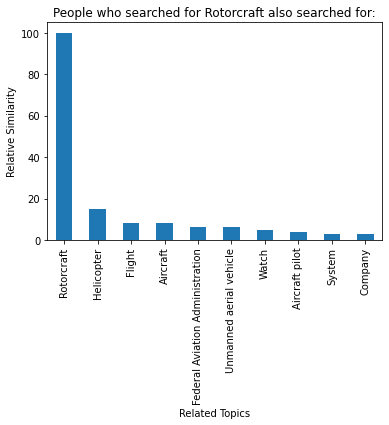 People who searched for Rotorcraft also searched for:
100
80
60
40
20
0
Relative Similarity
Rotorcraft
Helicopter
Flight
Aircraft
Federal Aviation Administration
Unmanned aerial vehicle
Watch
Aircraft pilot
System
Company
Related Topics